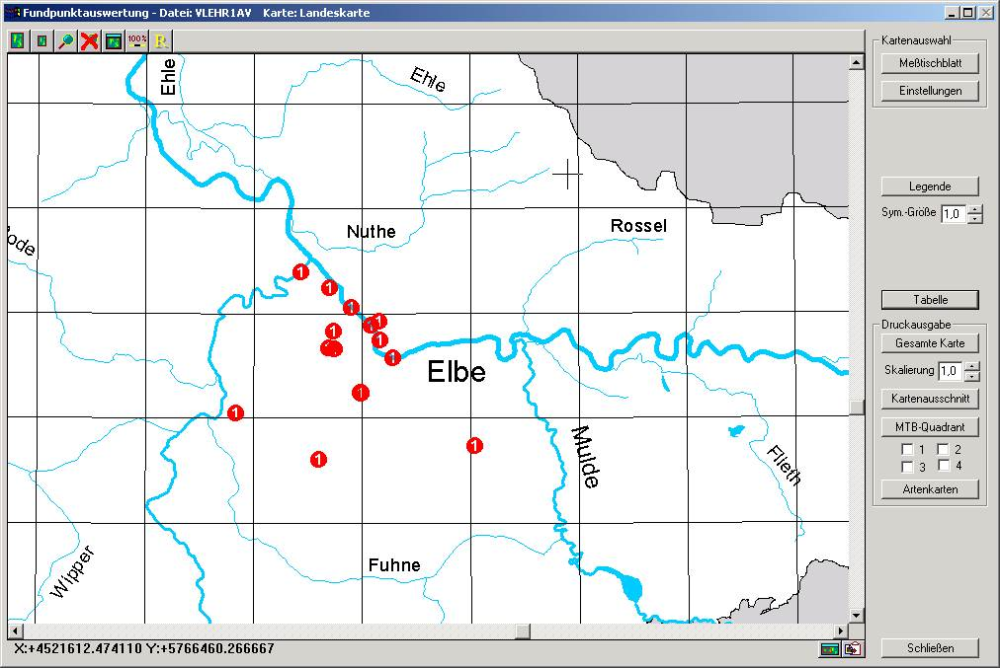 Fundpunktauswertung - Datei: VLEHR1AV    Karte: Landeskarte
100%
R
Kartenauswahl
Meßtischblatt
Einstellungen
Legende
Sym.-Größe 1,0
Tabelle
Druckausgabe
Gesamte Karte
Skalierung 1,0
Kartenausschnitt
MTB-Quadrant
1 2
3 4
Artenkarten
Schließen
Ehle
Ehle
Nuthe
Rossel
ode
1
1
1
1
1
1
1
1
1
Elbe
1
1
1
1
Mulde
Flieth
Wipper
Fuhne
X:+4521612.474110 Y:+5766460.266667